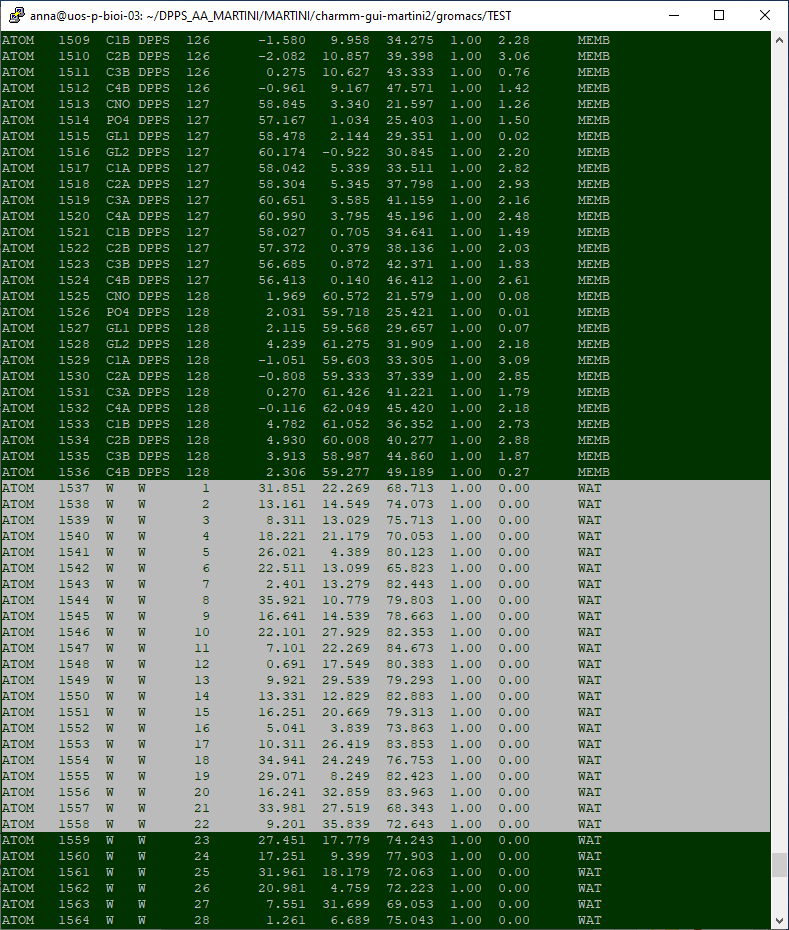 anna@uos-p-bioi-03: ~/DPPS_AA_MARTINI/MARTINI/charmm-gui-martini2/gromacs/TEST
ATOM   1509  C1B DPPS  126      -1.580   9.958  34.275  1.00  2.28      MEMB
ATOM   1510  C2B DPPS  126      -2.082  10.857  39.398  1.00  3.06      MEMB
ATOM   1511  C3B DPPS  126       0.275  10.627  43.333  1.00  0.76      MEMB
ATOM   1512  C4B DPPS  126      -0.961   9.167  47.571  1.00  1.42      MEMB
ATOM   1513  CNO DPPS  127      58.845   3.340  21.597  1.00  1.26      MEMB
ATOM   1514  PO4 DPPS  127      57.167   1.034  25.403  1.00  1.50      MEMB
ATOM   1515  GL1 DPPS  127      58.478   2.144  29.351  1.00  0.02      MEMB
ATOM   1516  GL2 DPPS  127      60.174  -0.922  30.845  1.00  2.20      MEMB
ATOM   1517  C1A DPPS  127      58.042   5.339  33.511  1.00  2.82      MEMB
ATOM   1518  C2A DPPS  127      58.304   5.345  37.798  1.00  2.93      MEMB
ATOM   1519  C3A DPPS  127      60.651   3.585  41.159  1.00  2.16      MEMB
ATOM   1520  C4A DPPS  127      60.990   3.795  45.196  1.00  2.48      MEMB
ATOM   1521  C1B DPPS  127      58.027   0.705  34.641  1.00  1.49      MEMB
ATOM   1522  C2B DPPS  127      57.372   0.379  38.136  1.00  2.03      MEMB
ATOM   1523  C3B DPPS  127      56.685   0.872  42.371  1.00  1.83      MEMB
ATOM   1524  C4B DPPS  127      56.413   0.140  46.412  1.00  2.61      MEMB
ATOM   1525  CNO DPPS  128       1.969  60.572  21.579  1.00  0.08      MEMB
ATOM   1526  PO4 DPPS  128       2.031  59.718  25.421  1.00  0.01      MEMB
ATOM   1527  GL1 DPPS  128       2.115  59.568  29.657  1.00  0.07      MEMB
ATOM   1528  GL2 DPPS  128       4.239  61.275  31.909  1.00  2.18      MEMB
ATOM   1529  C1A DPPS  128      -1.051  59.603  33.305  1.00  3.09      MEMB
ATOM   1530  C2A DPPS  128      -0.808  59.333  37.339  1.00  2.85      MEMB
ATOM   1531  C3A DPPS  128       0.270  61.426  41.221  1.00  1.79      MEMB
ATOM   1532  C4A DPPS  128      -0.116  62.049  45.420  1.00  2.18      MEMB
ATOM   1533  C1B DPPS  128       4.782  61.052  36.352  1.00  2.73      MEMB
ATOM   1534  C2B DPPS  128       4.930  60.008  40.277  1.00  2.88      MEMB
ATOM   1535  C3B DPPS  128       3.913  58.987  44.860  1.00  1.87      MEMB
ATOM   1536  C4B DPPS  128       2.306  59.277  49.189  1.00  0.27      MEMB
ATOM   1537  W   W       1      31.851  22.269  68.713  1.00  0.00      WAT
ATOM   1538  W   W       2      13.161  14.549  74.073  1.00  0.00      WAT
ATOM   1539  W   W       3       8.311  13.029  75.713  1.00  0.00      WAT
ATOM   1540  W   W       4      18.221  21.179  70.053  1.00  0.00      WAT
ATOM   1541  W   W       5      26.021   4.389  80.123  1.00  0.00      WAT
ATOM   1542  W   W       6      22.511  13.099  65.823  1.00  0.00      WAT
ATOM   1543  W   W       7       2.401  13.279  82.443  1.00  0.00      WAT
ATOM   1544  W   W       8      35.921  10.779  79.803  1.00  0.00      WAT
ATOM   1545  W   W       9      16.641  14.539  78.663  1.00  0.00      WAT
ATOM   1546  W   W      10      22.101  27.929  82.353  1.00  0.00      WAT
ATOM   1547  W   W      11       7.101  22.269  84.673  1.00  0.00      WAT
ATOM   1548  W   W      12       0.691  17.549  80.383  1.00  0.00      WAT
ATOM   1549  W   W      13       9.921  29.539  79.293  1.00  0.00      WAT
ATOM   1550  W   W      14      13.331  12.829  82.883  1.00  0.00      WAT
ATOM   1551  W   W      15      16.251  20.669  79.313  1.00  0.00      WAT
ATOM   1552  W   W      16       5.041   3.839  73.863  1.00  0.00      WAT
ATOM   1553  W   W      17      10.311  26.419  83.853  1.00  0.00      WAT
ATOM   1554  W   W      18      34.941  24.249  76.753  1.00  0.00      WAT
ATOM   1555  W   W      19      29.071   8.249  82.423  1.00  0.00      WAT
ATOM   1556  W   W      20      16.241  32.859  83.963  1.00  0.00      WAT
ATOM   1557  W   W      21      33.981  27.519  68.343  1.00  0.00      WAT
ATOM   1558  W   W      22       9.201  35.839  72.643  1.00  0.00      WAT
ATOM   1559  W   W      23      27.451  17.779  74.243  1.00  0.00      WAT
ATOM   1560  W   W      24      17.251   9.399  77.903  1.00  0.00      WAT
ATOM   1561  W   W      25      31.961  18.179  72.063  1.00  0.00      WAT
ATOM   1562  W   W      26      20.981   4.759  72.223  1.00  0.00      WAT
ATOM   1563  W   W      27       7.551  31.699  69.053  1.00  0.00      WAT
ATOM   1564  W   W      28       1.261   6.689  75.043  1.00  0.00      WAT